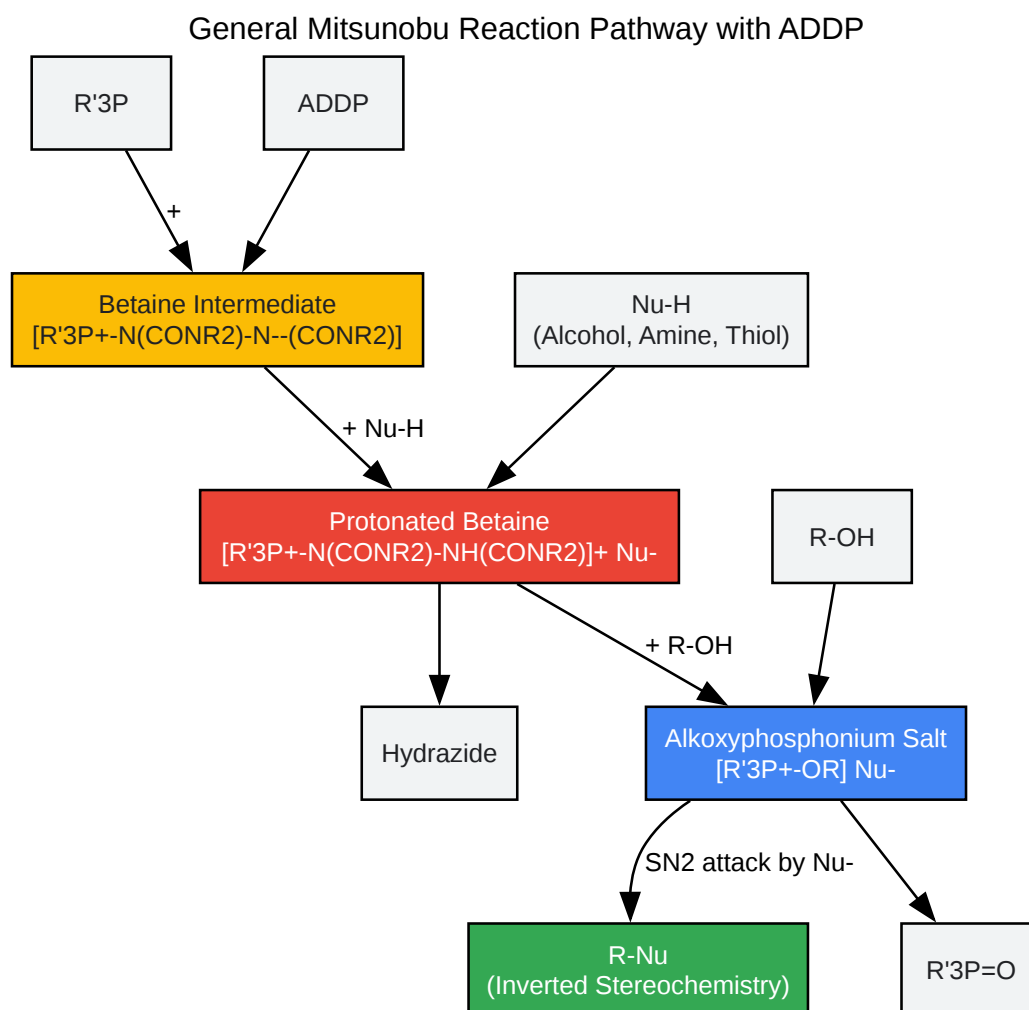 General Mitsunobu Reaction Pathway with ADDP
R'3P
ADDP
+
Betaine Intermediate
[R'3P+-N(CONR2)-N--(CONR2)]
Nu-H
(Alcohol, Amine, Thiol)
+ Nu-H
Protonated Betaine
[R'3P+-N(CONR2)-NH(CONR2)]+ Nu-
R-OH
+ R-OH
Hydrazide
Alkoxyphosphonium Salt
[R'3P+-OR] Nu-
SN2 attack by Nu-
R-Nu
(Inverted Stereochemistry)
R'3P=O